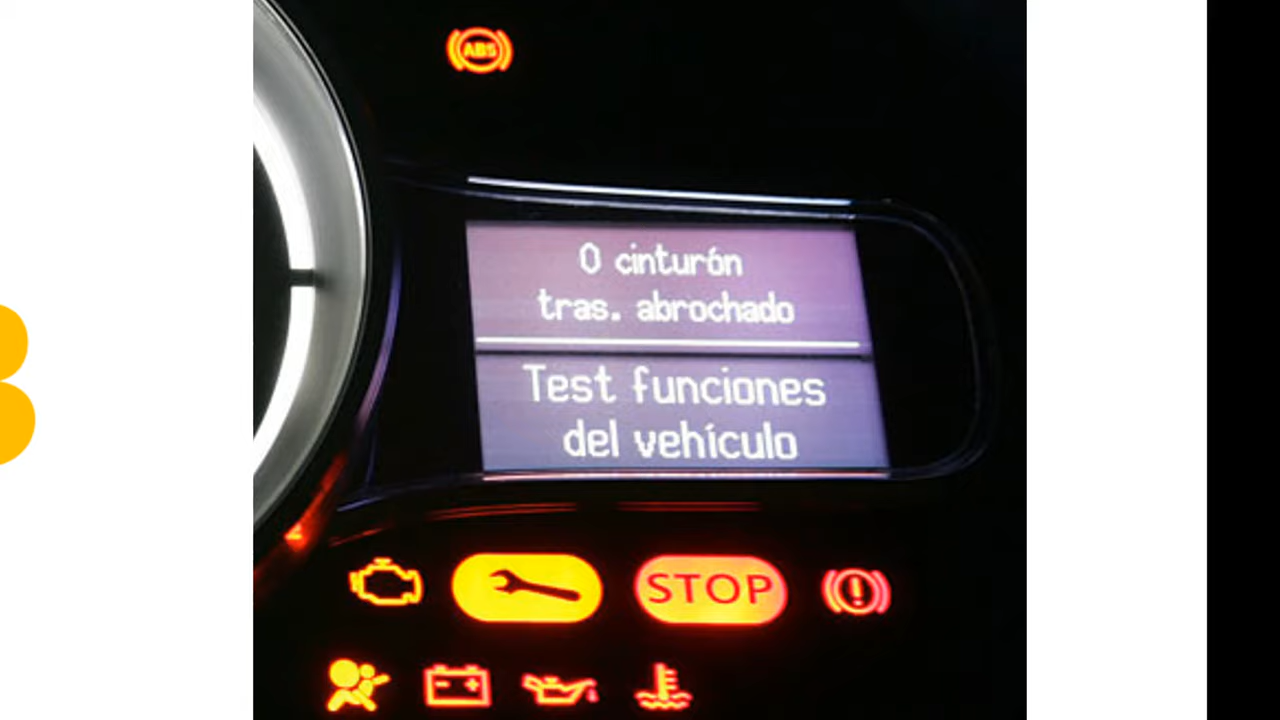 ABS
0 cinturón
tras. abrochado
Test funciones
del vehículo
STOP